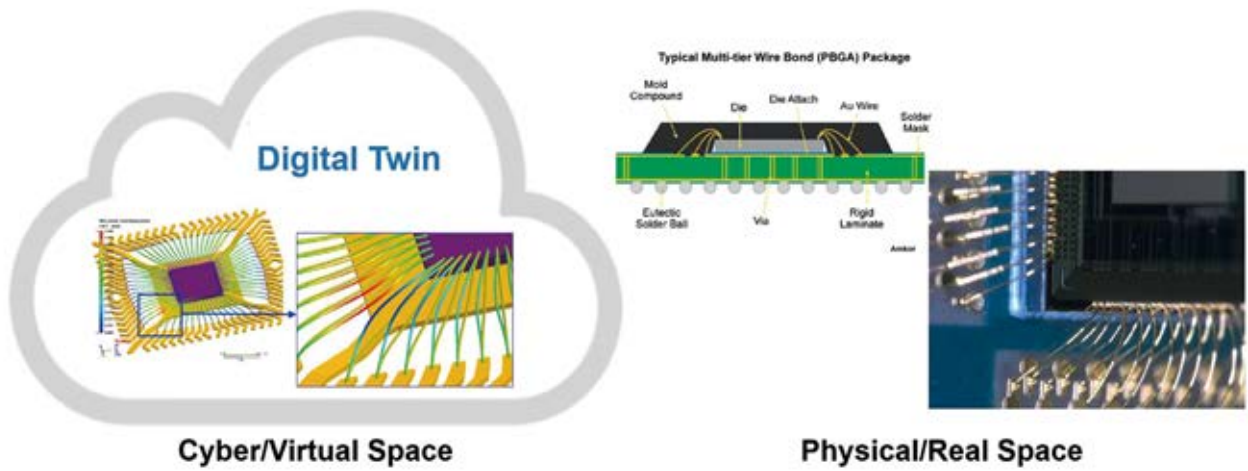 Digital Twin
Cyber/Virtual Space
Typical Multi-tier Wire Bond (PBGA) Package
Mold
Compound
Die
Die Attach
Au Wire
Solder
Mask
Eutectic
Solder Ball
Via
Rigid
Laminate
Amkor
Physical/Real Space